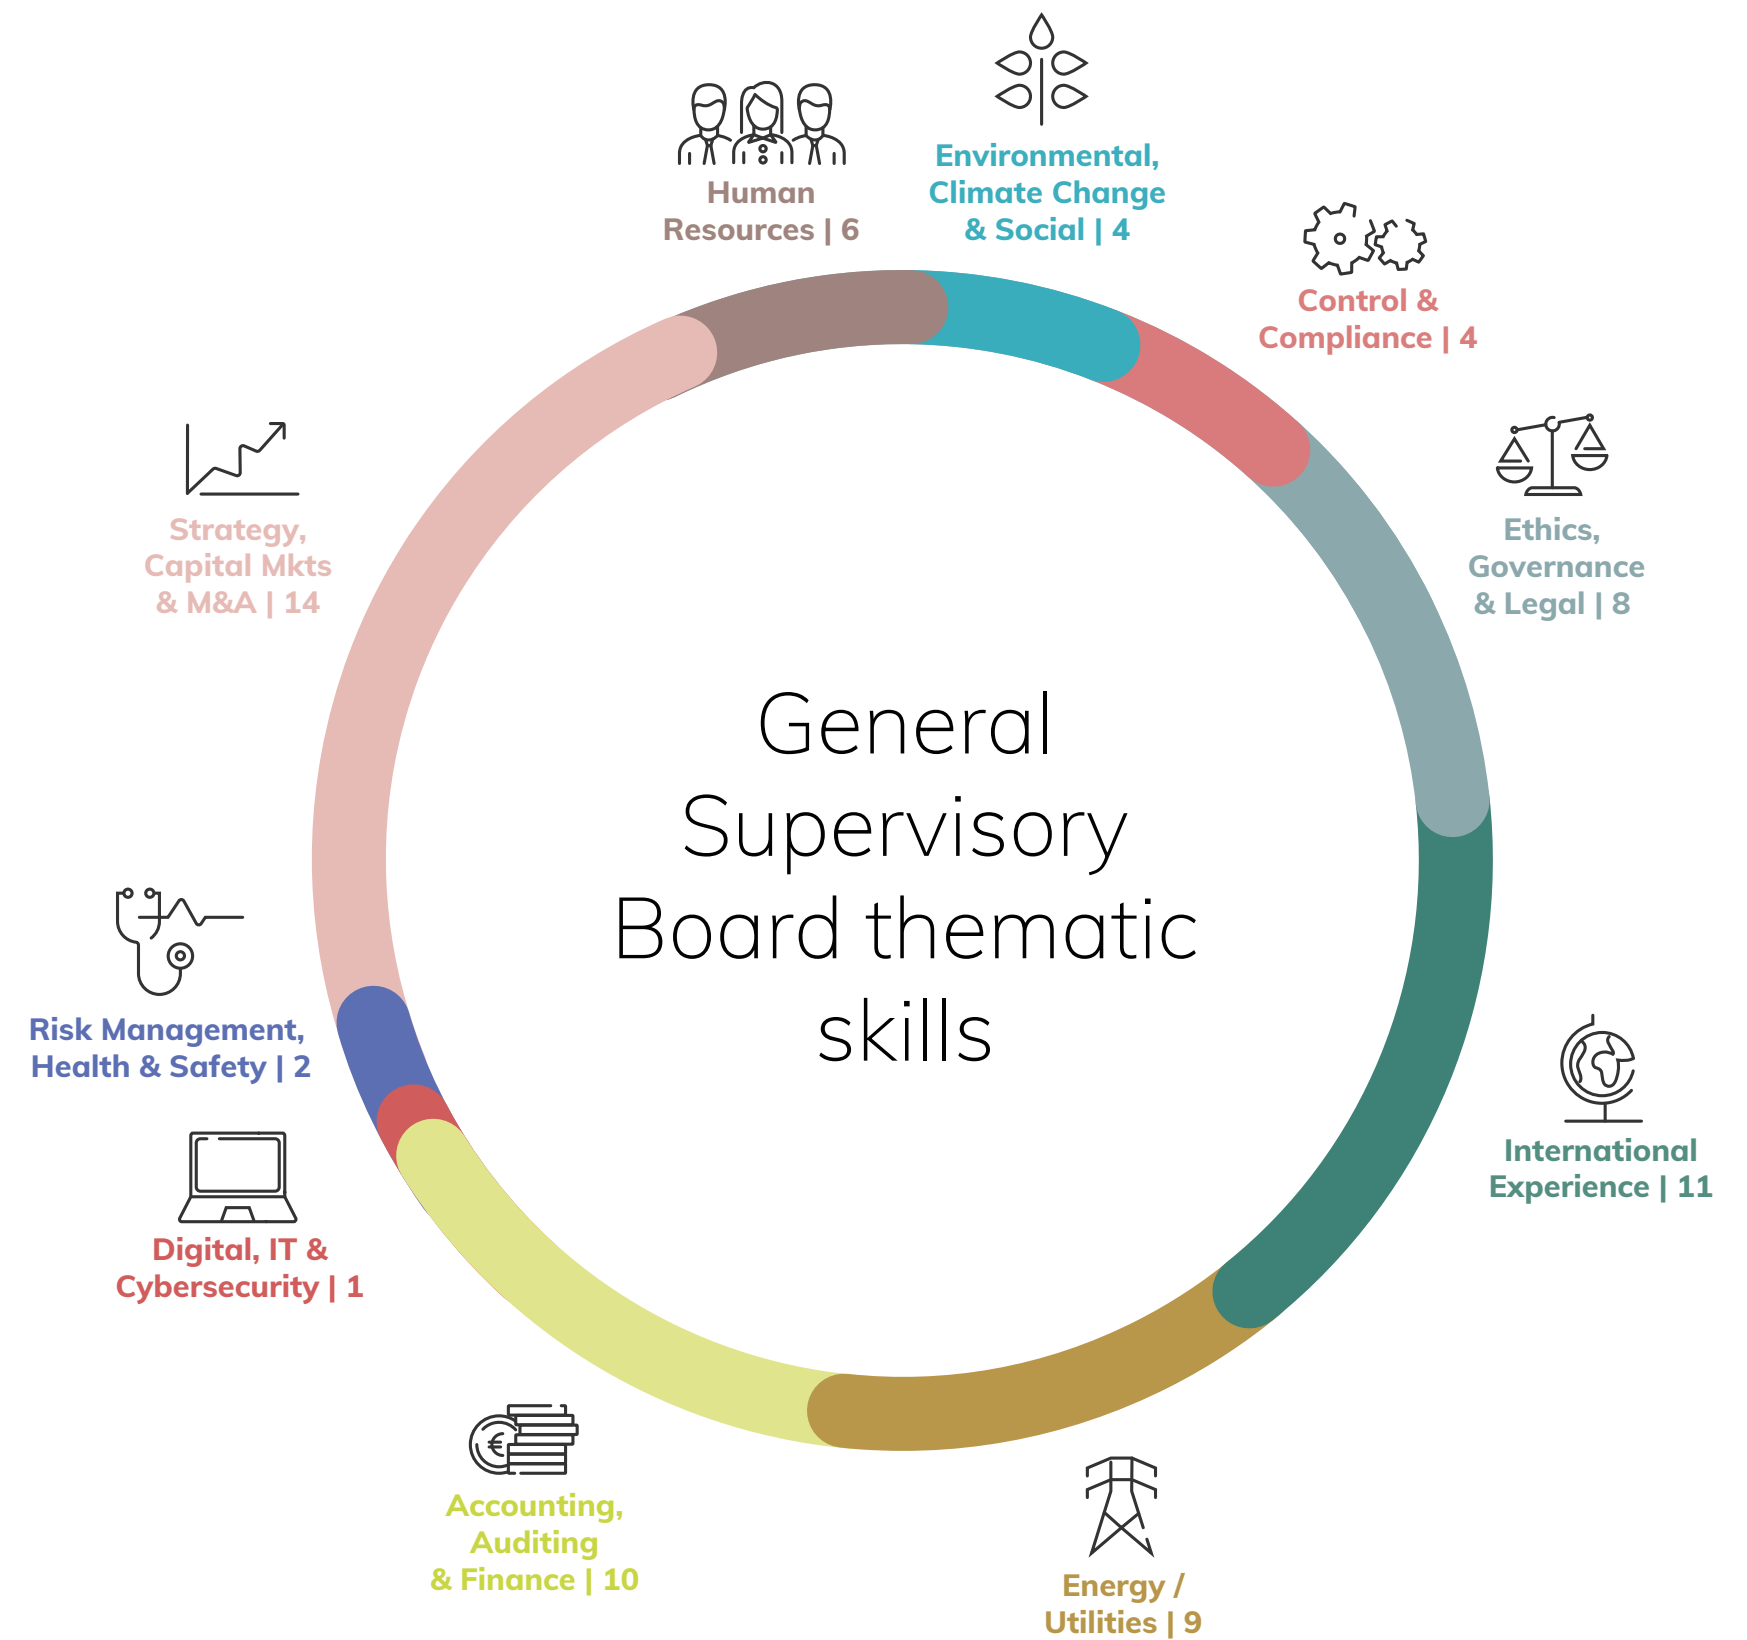 Human
Resources | 6
Environmental,
Climate Change
& Social | 4
Control &
Compliance | 4
Ethics,
Governance
& Legal | 8
International
Experience | 11
Energy /
Utilities | 9
Accounting,
Auditing
& Finance | 10
Digital, IT &
Cybersecurity | 1
Risk Management,
Health & Safety | 2
Strategy,
Capital Mkts
& M&A | 14
General
Supervisory
Board thematic
skills